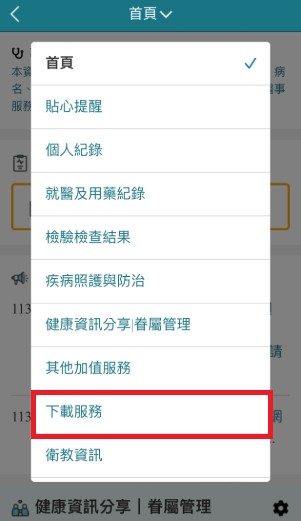 首頁
本資
病
名、
事
服務
首頁
貼心提醒
個人紀錄
就醫及用藥紀錄
檢驗檢查結果
疾病照護與防治
健康資訊分享|眷屬管理
其他加值服務
下載服務
衛教資訊
113
請
113
網
健康資訊分享｜眷屬管理